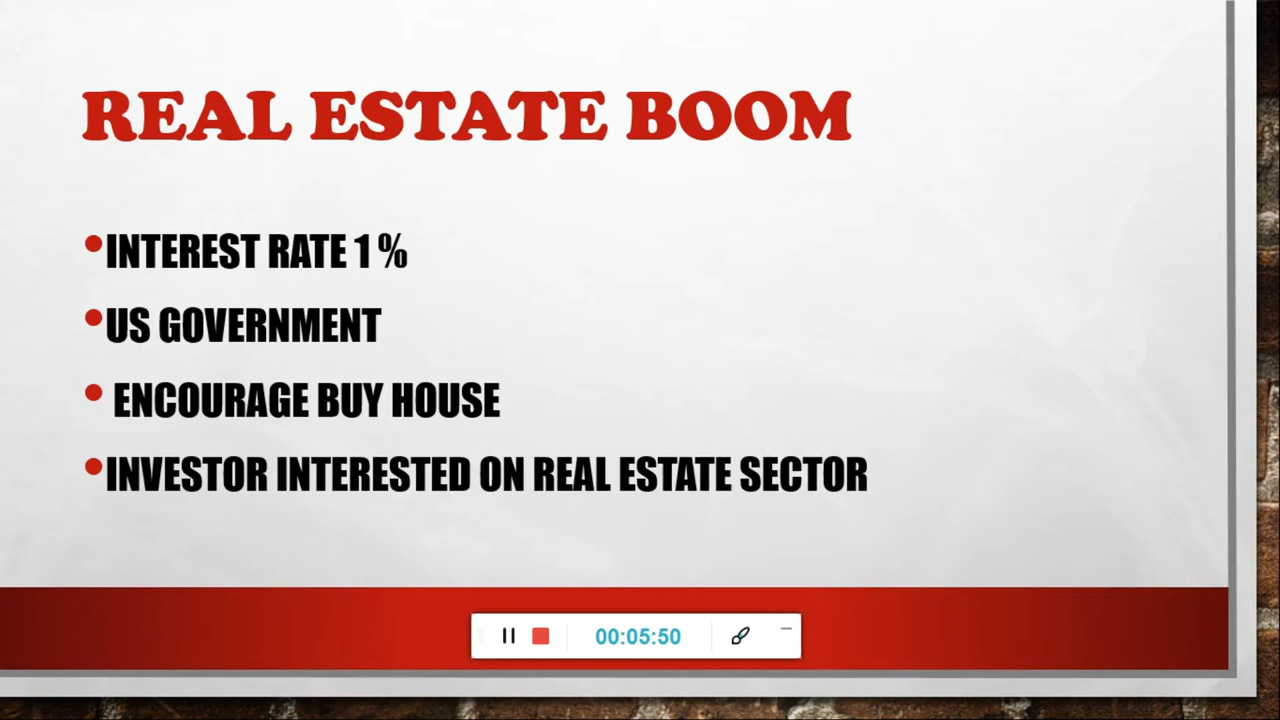 REAL ESTATE BOOM
•INTEREST RATE 1%
•US GOVERNMENT
• ENCOURAGE BUY HOUSE
•INVESTOR INTERESTED ON REAL ESTATE SECTOR
00:05:50